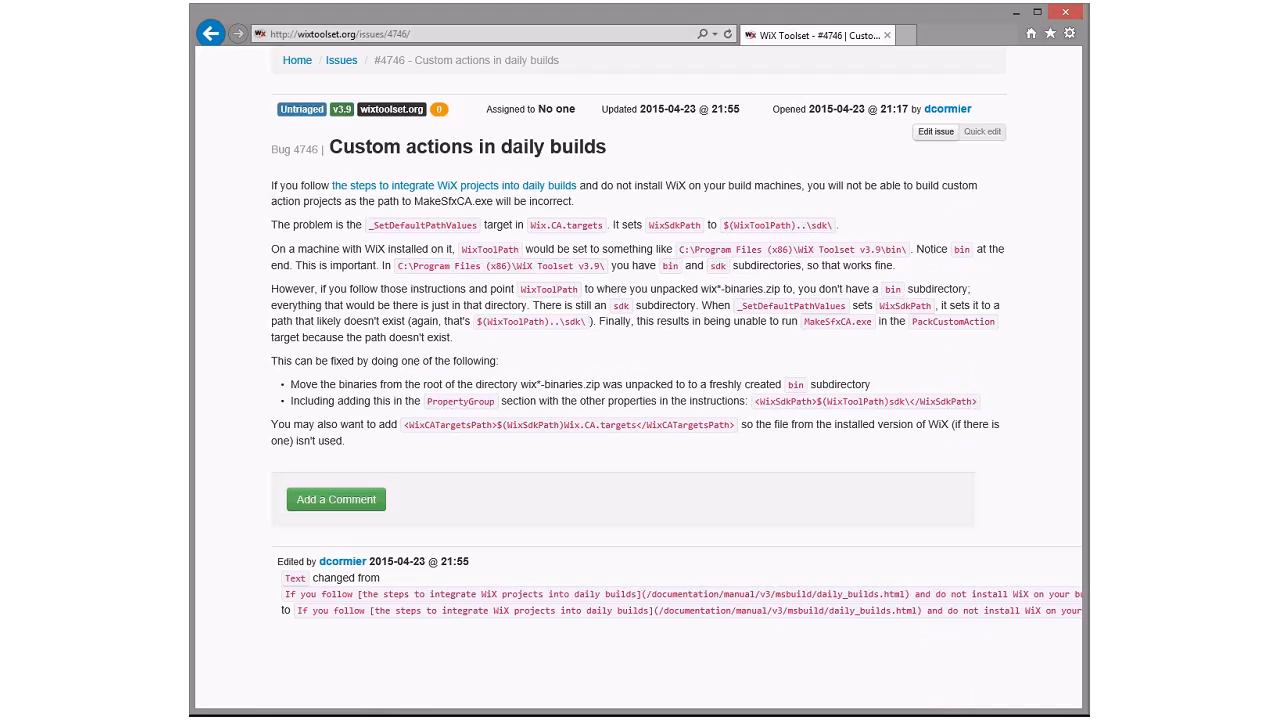 http://wixtoolset.org/issues/4746/
WiX Toolset - #4746 | Custo...
Home / Issues / #4746 - Custom actions in daily builds
Untriaged v3.9 wixtoolset.org 0 Assigned to No one Updated 2015-04-23 @ 21:55 Opened 2015-04-23 @ 21:17 by dcormier
Edit issue Quick edit
Bug 4746 | Custom actions in daily builds
If you follow the steps to integrate WiX projects into daily builds and do not install WiX on your build machines, you will not be able to build custom
action projects as the path to MakeSfxCA.exe will be incorrect.
The problem is the _SetDefaultPathValues target in Wix.CA.targets. It sets WixSdkPath to $(WixToolPath)..\sdk\.
On a machine with WiX installed on it, WixToolPath would be set to something like C:\Program Files (x86)\WiX Toolset v3.9\bin\. Notice bin at the
end. This is important. In C:\Program Files (x86)\WiX Toolset v3.9\ you have bin and sdk subdirectories, so that works fine.
However, if you follow those instructions and point WixToolPath to where you unpacked wix*-binaries.zip to, you don't have a bin subdirectory;
everything that would be there is just in that directory. There is still an sdk subdirectory. When _SetDefaultPathValues sets WixSdkPath, it sets it to a
path that likely doesn't exist (again, that's $(WixToolPath)..\sdk\). Finally, this results in being unable to run MakeSfxCA.exe in the PackCustomAction
target because the path doesn't exist.
This can be fixed by doing one of the following:
• Move the binaries from the root of the directory wix*-binaries.zip was unpacked to to a freshly created bin subdirectory
• Including adding this in the PropertyGroup section with the other properties in the instructions: <WixSdkPath>$(WixToolPath)sdk\</WixSdkPath>
You may also want to add <WixCATargetsPath>$(WixSdkPath)Wix.CA.targets</WixCATargetsPath> so the file from the installed version of WiX (if there is
one) isn't used.
Add a Comment
Edited by dcormier 2015-04-23 @ 21:55
Text changed from
If you follow [the steps to integrate WiX projects into daily builds](/documentation/manual/v3/msbuild/daily_builds.html) and do not install WiX on your bu
to If you follow [the steps to integrate WiX projects into daily builds](/documentation/manual/v3/msbuild/daily_builds.html) and do not install WiX on your